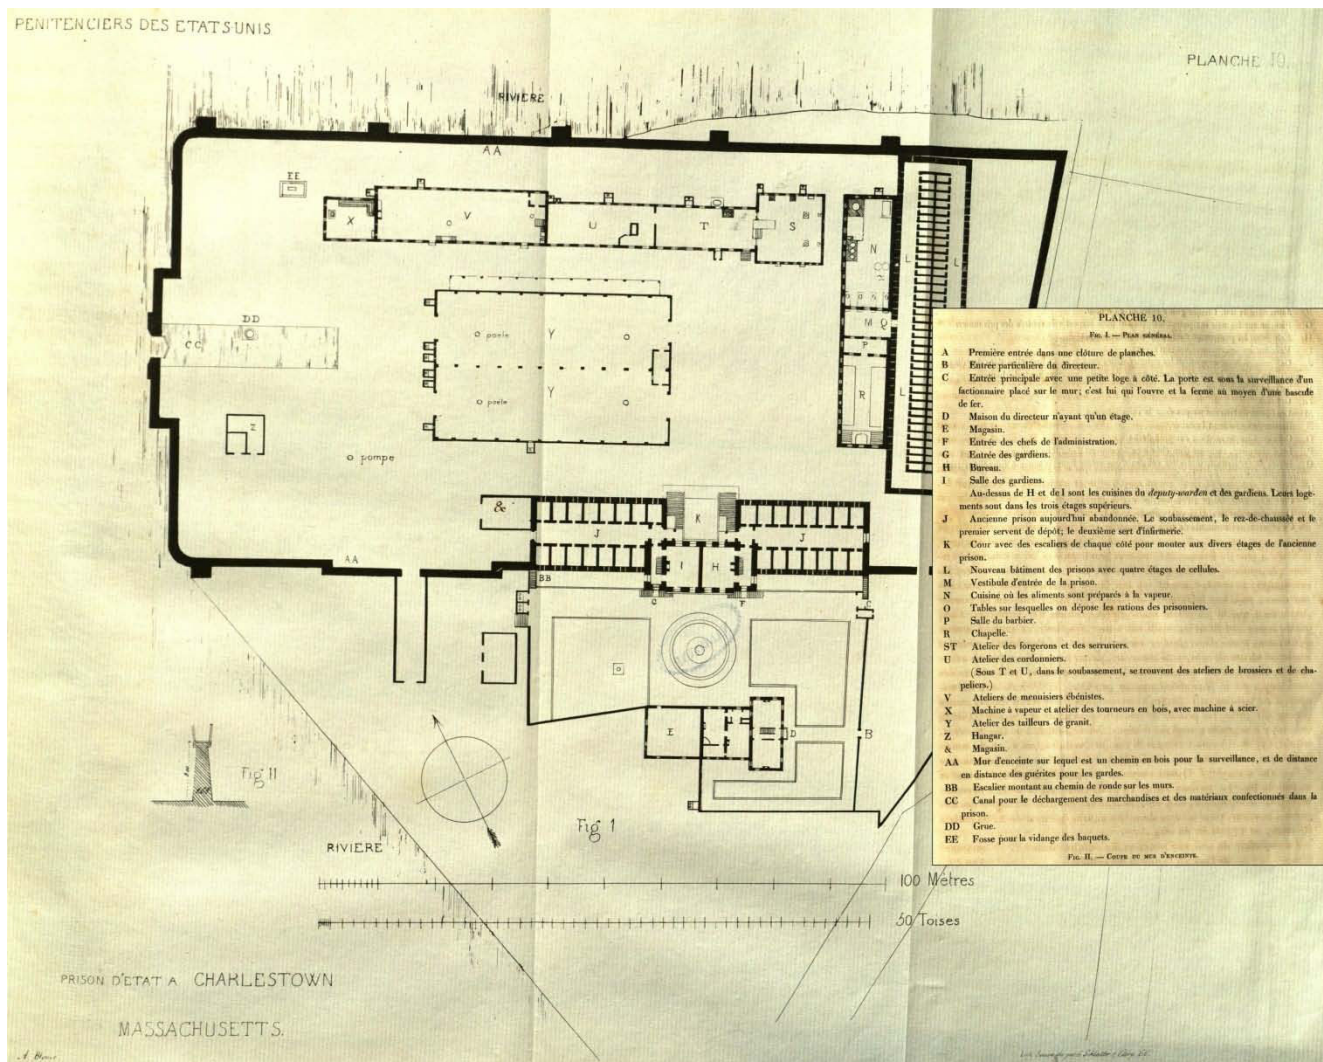 PENITENCIERS DES ETATS-UNIS
PLANCHE 10.
RIVIERE
AA
EE
X
V
U
T
S
N
L
L
DD
CC
poele
Y
poele
Y
M
P
R
L
Z
pompe
&
K
J
J
I
H
AA
BB
G
F
C
E
D
B
Fig II
Fig 1
RIVIERE
100 Mètres
50 Toises
PRISON D'ETAT A CHARLESTOWN
MASSACHUSETTS.
PLANCHE 10.
FIG. I. — PLAN GÉNÉRAL.
A Première entrée dans une clôture de planches.
B Entrée particulière du directeur.
C Entrée principale avec une petite loge à côté. La porte est sous la surveillance d'un
factionnaire placé sur le mur; c'est lui qui l'ouvre et la ferme au moyen d'une bascule
de fer.
D Maison du directeur n'ayant qu'un étage.
E Magasin.
F Entrée des chefs de l'administration.
G Entrée des gardiens.
H Bureau.
I Salle des gardiens.
Au-dessus de H et de I sont les cuisines du deputy-warden et des gardiens. Leurs loge-
ments sont dans les trois étages supérieurs.
J Ancienne prison aujourd'hui abandonnée. Le soubassement, le rez-de-chaussée et le
premier servent de dépôt; le deuxième sert d'infirmerie.
K Cour avec des escaliers de chaque côté pour monter aux divers étages de l'ancienne
prison.
L Nouveau bâtiment des prisons avec quatre étages de cellules.
M Vestibule d'entrée de la prison.
N Cuisine où les aliments sont préparés à la vapeur.
O Tables sur lesquelles on dépose les rations des prisonniers.
P Salle du barbier.
R Chapelle.
ST Atelier des forgerons et des serruriers.
U Atelier des cordonniers.
(Sous T et U, dans le soubassement, se trouvent des ateliers de brossiers et de cha-
peliers.)
V Ateliers de menuisiers ébénistes.
X Machine à vapeur et atelier des tourneurs en bois, avec machine à scier.
Y Atelier des tailleurs de granit.
Z Hangar.
& Magasin.
AA Mur d'enceinte sur lequel est un chemin en bois pour la surveillance, et de distance
en distance des guérites pour les gardes.
BB Escalier montant au chemin de ronde sur les murs.
CC Canal pour le déchargement des marchandises et des matériaux confectionnés dans la
prison.
DD Grue.
EE Fosse pour la vidange des baquets.
FIG. II. — COUPE DU MUR D'ENCEINTE.